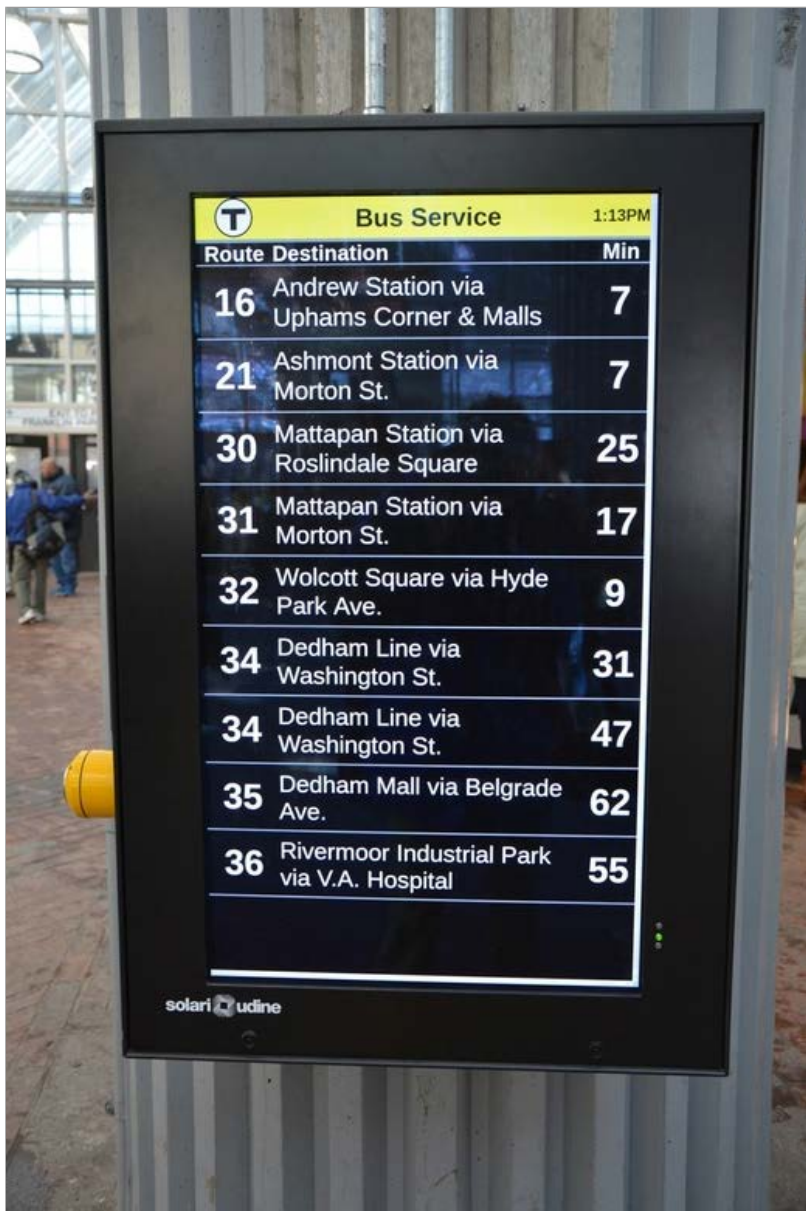 T Bus Service 1:13PM
Route Destination Min
16 Andrew Station via 7
Uphams Corner & Malls
21 Ashmont Station via 7
Morton St.
30 Mattapan Station via 25
Roslindale Square
31 Mattapan Station via 17
Morton St.
32 Wolcott Square via Hyde 9
Park Ave.
34 Dedham Line via 31
Washington St.
34 Dedham Line via 47
Washington St.
35 Dedham Mall via Belgrade 62
Ave.
36 Rivermoor Industrial Park 55
via V.A. Hospital
solari udine
FRANKLIN PARK